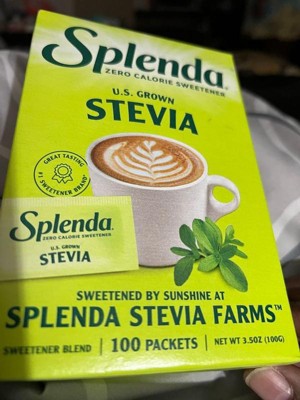 Splenda®
ZERO CALORIE SWEETENER
U.S. GROWN
STEVIA
GREAT TASTING
#1 SWEETENER BRAND
Splenda®
ZERO CALORIE SWEETENER
U.S. GROWN
STEVIA
SWEETENED BY SUNSHINE AT
SPLENDA STEVIA FARMS™
SWEETENER BLEND | 100 PACKETS | NET WT 3.5OZ (100G)